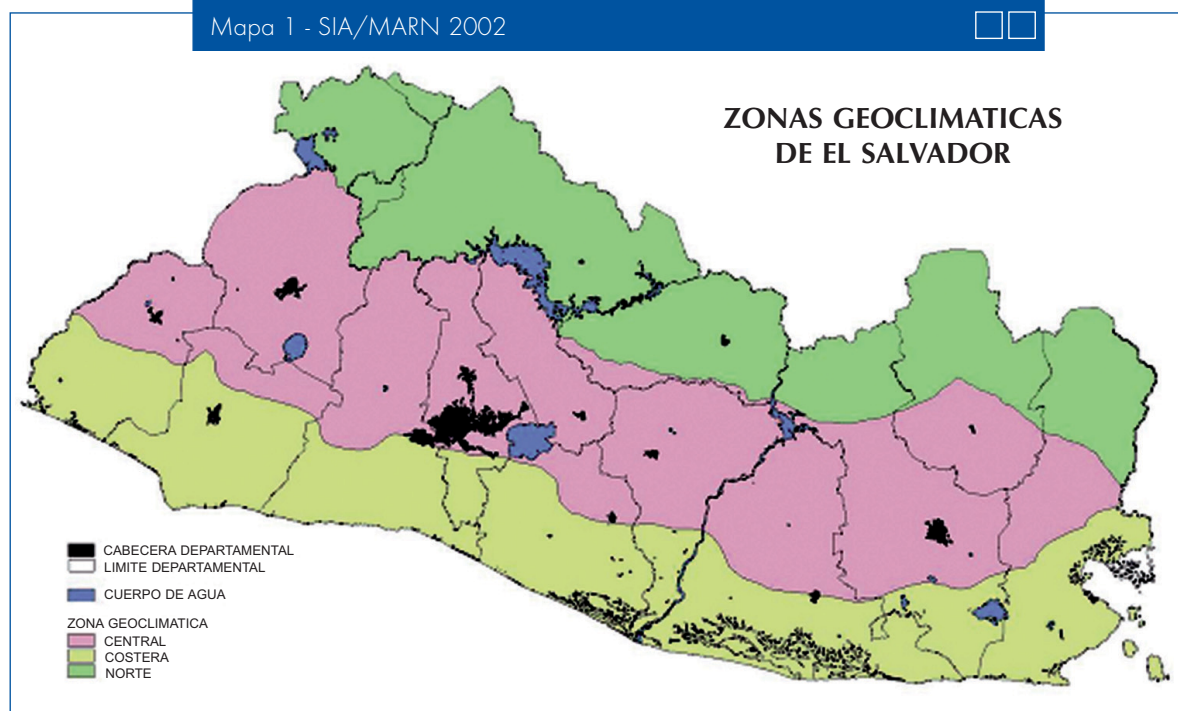 Mapa 1 - SIA/MARN 2002
ZONAS GEOCLIMATICAS
DE EL SALVADOR
CABECERA DEPARTAMENTAL
LIMITE DEPARTAMENTAL
CUERPO DE AGUA
ZONA GEOCLIMATICA
CENTRAL
COSTERA
NORTE